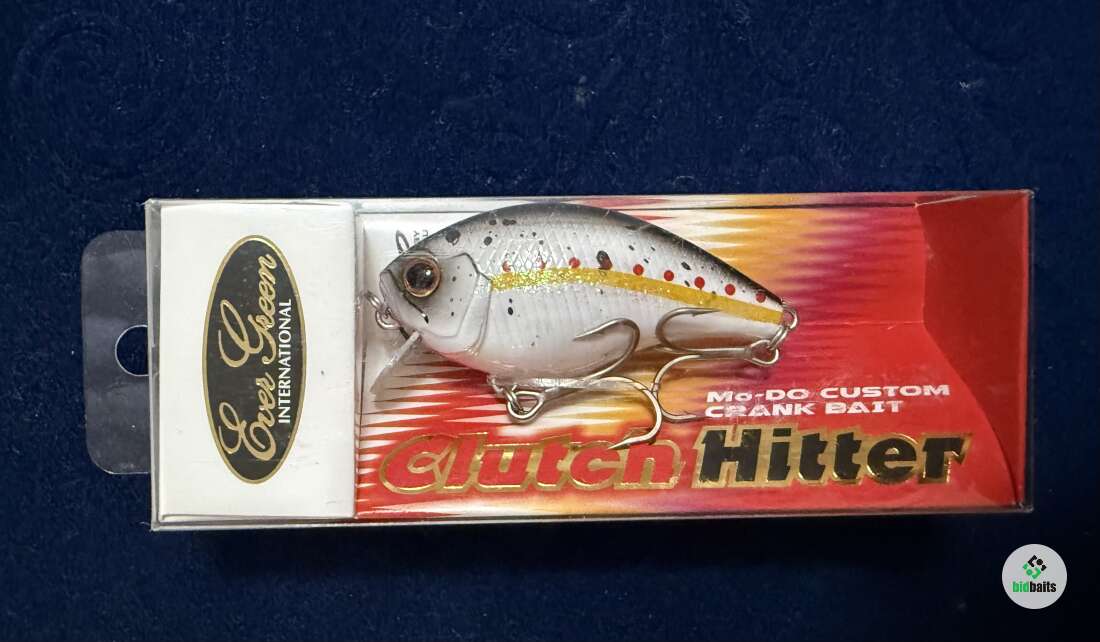 Ever Green
INTERNATIONAL
Mo-DO CUSTOM
CRANK BAIT
Clutch Hitter
bidbaits